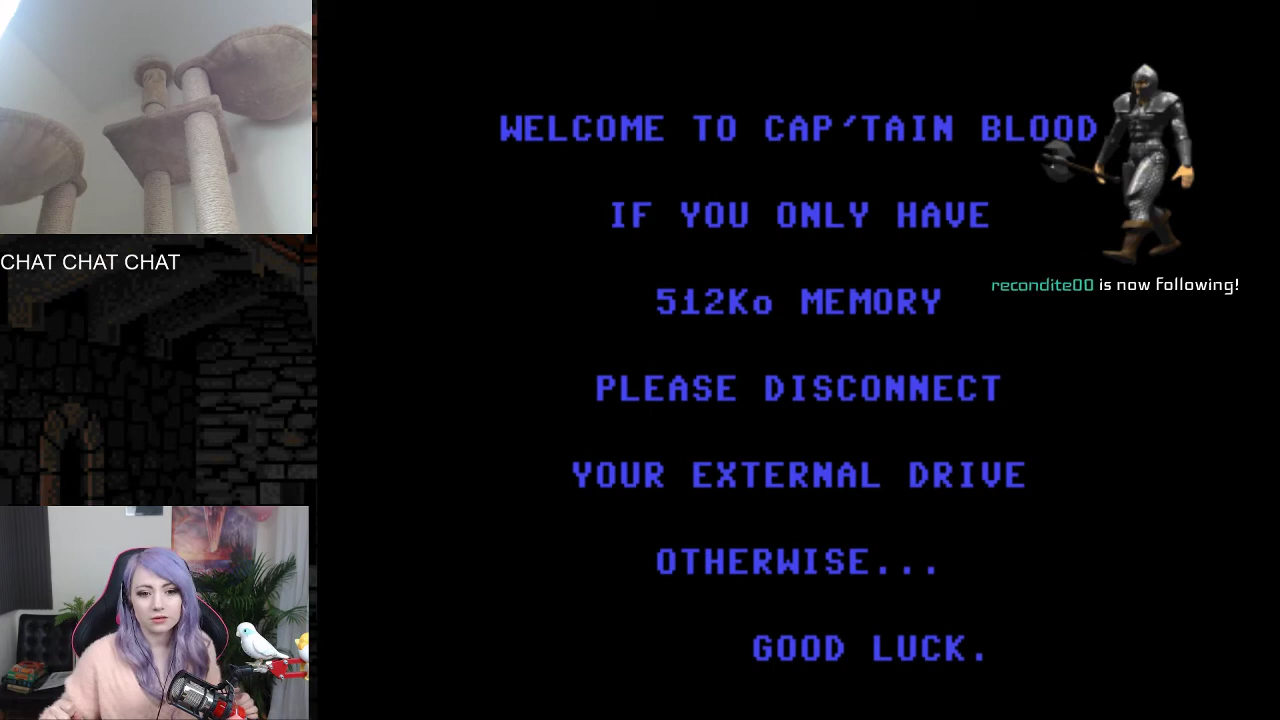 WELCOME TO CAP'TAIN BLOOD
IF YOU ONLY HAVE
512Ko MEMORY
PLEASE DISCONNECT
YOUR EXTERNAL DRIVE
OTHERWISE...
GOOD LUCK.
recondite00 is now Following!
CHAT CHAT CHAT